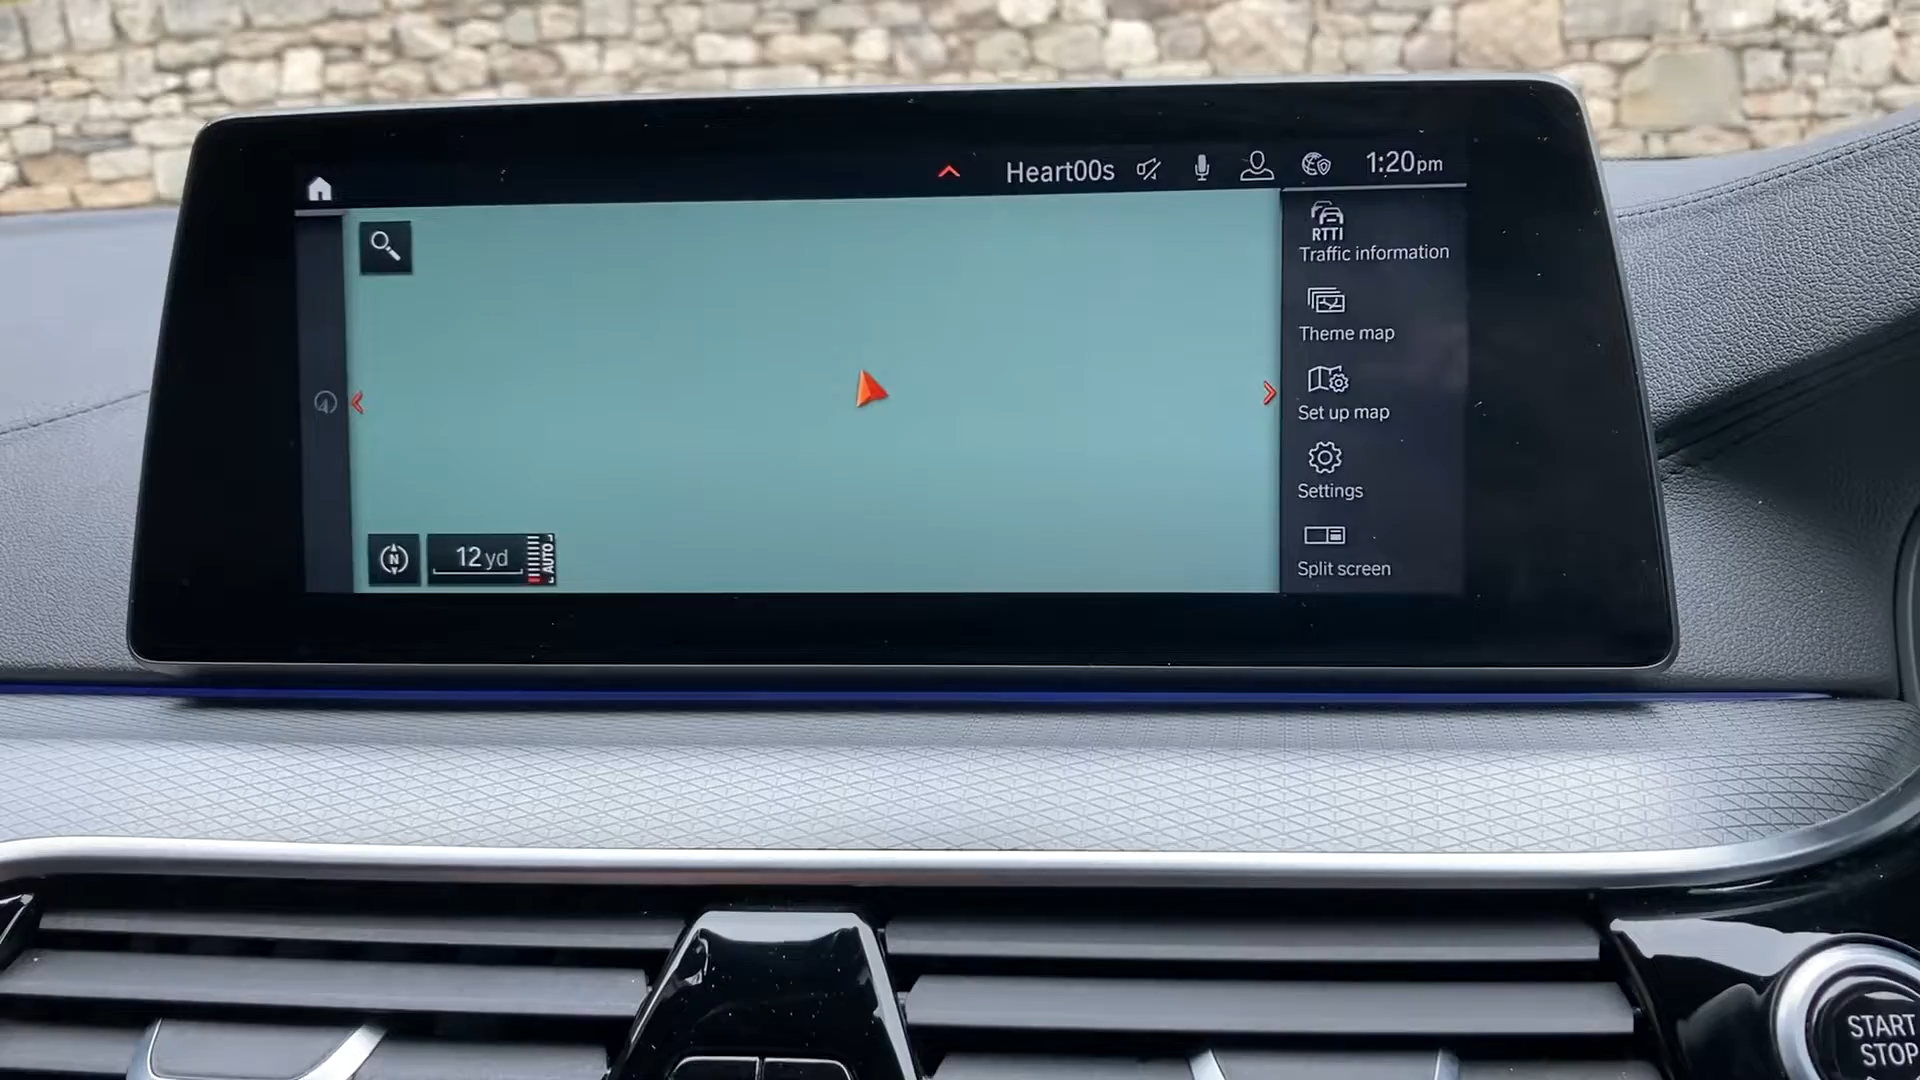 Heart00s
1:20pm
RTTI
Traffic information
Theme map
Set up map
Settings
Split screen
N
12 yd
AUTO
START
STOP